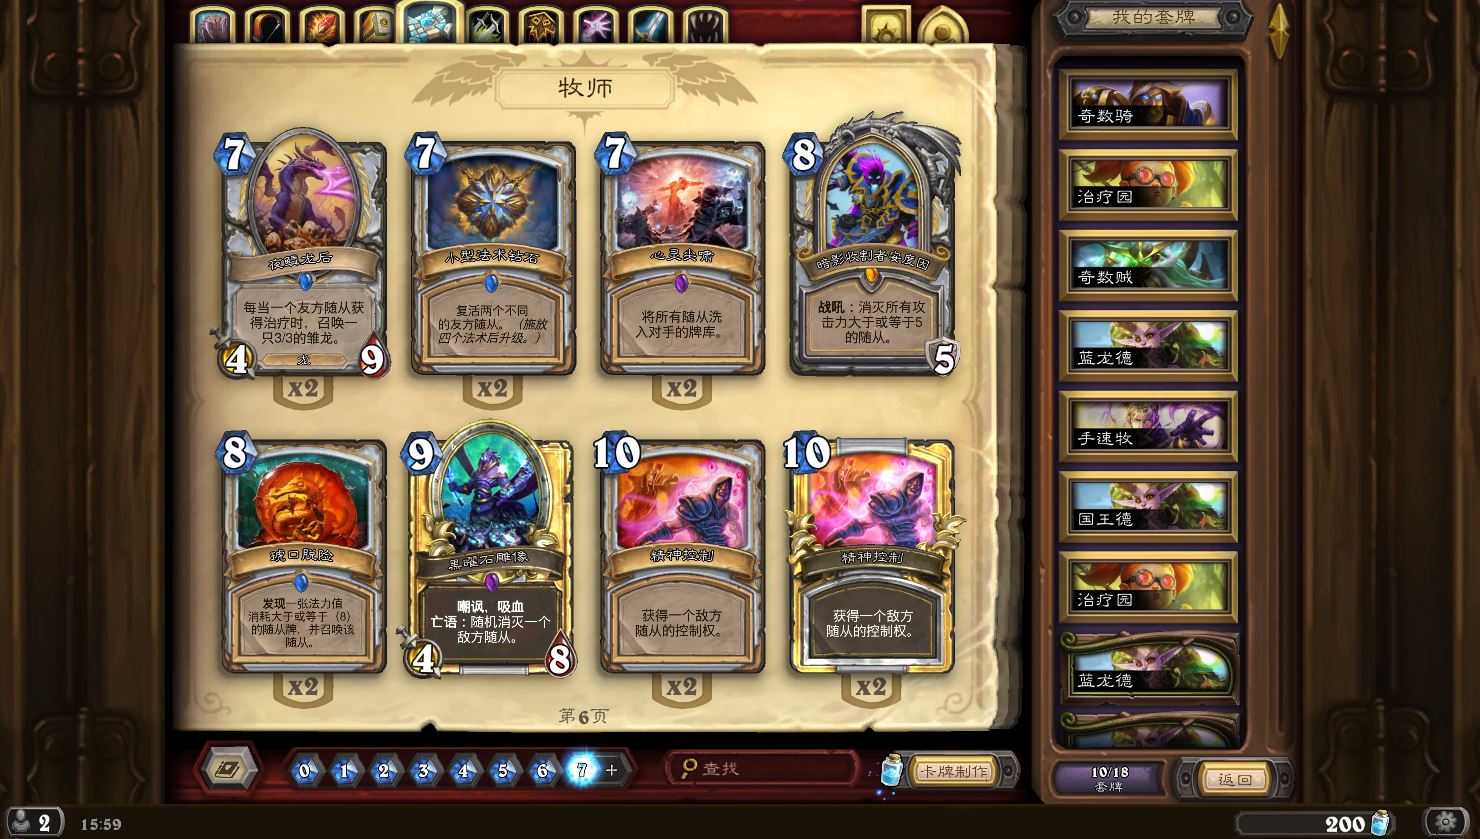 牧师
7
夜鳞龙后
每当一个友方随从获
得治疗时，召唤一
只3/3的雏龙。
龙
4
9
x2
7
小型法术钻石
复活两个不同
的友方随从。（施放
四个法术后升级。）
x2
7
心灵尖啸
将所有随从洗
入对手的牌库。
x2
8
暗影收割者安度因
战吼：消灭所有攻
击力大于或等于5
的随从。
5
8
琥口脱险
发现一张法力值
消耗大于或等于（8）
的随从牌，并召唤该
随从。
x2
9
黑曜石雕像
嘲讽，吸血
亡语：随机消灭一个
敌方随从。
4
8
10
精神控制
获得一个敌方
随从的控制权。
x2
10
精神控制
获得一个敌方
随从的控制权。
x2
第6页
0 1 2 3 4 5 6 7 +
查找
卡牌制作
我的套牌
奇数骑
治疗园
奇数贼
蓝龙德
手速牧
国王德
治疗园
蓝龙德
10/18
套牌
返回
2
15:59
200